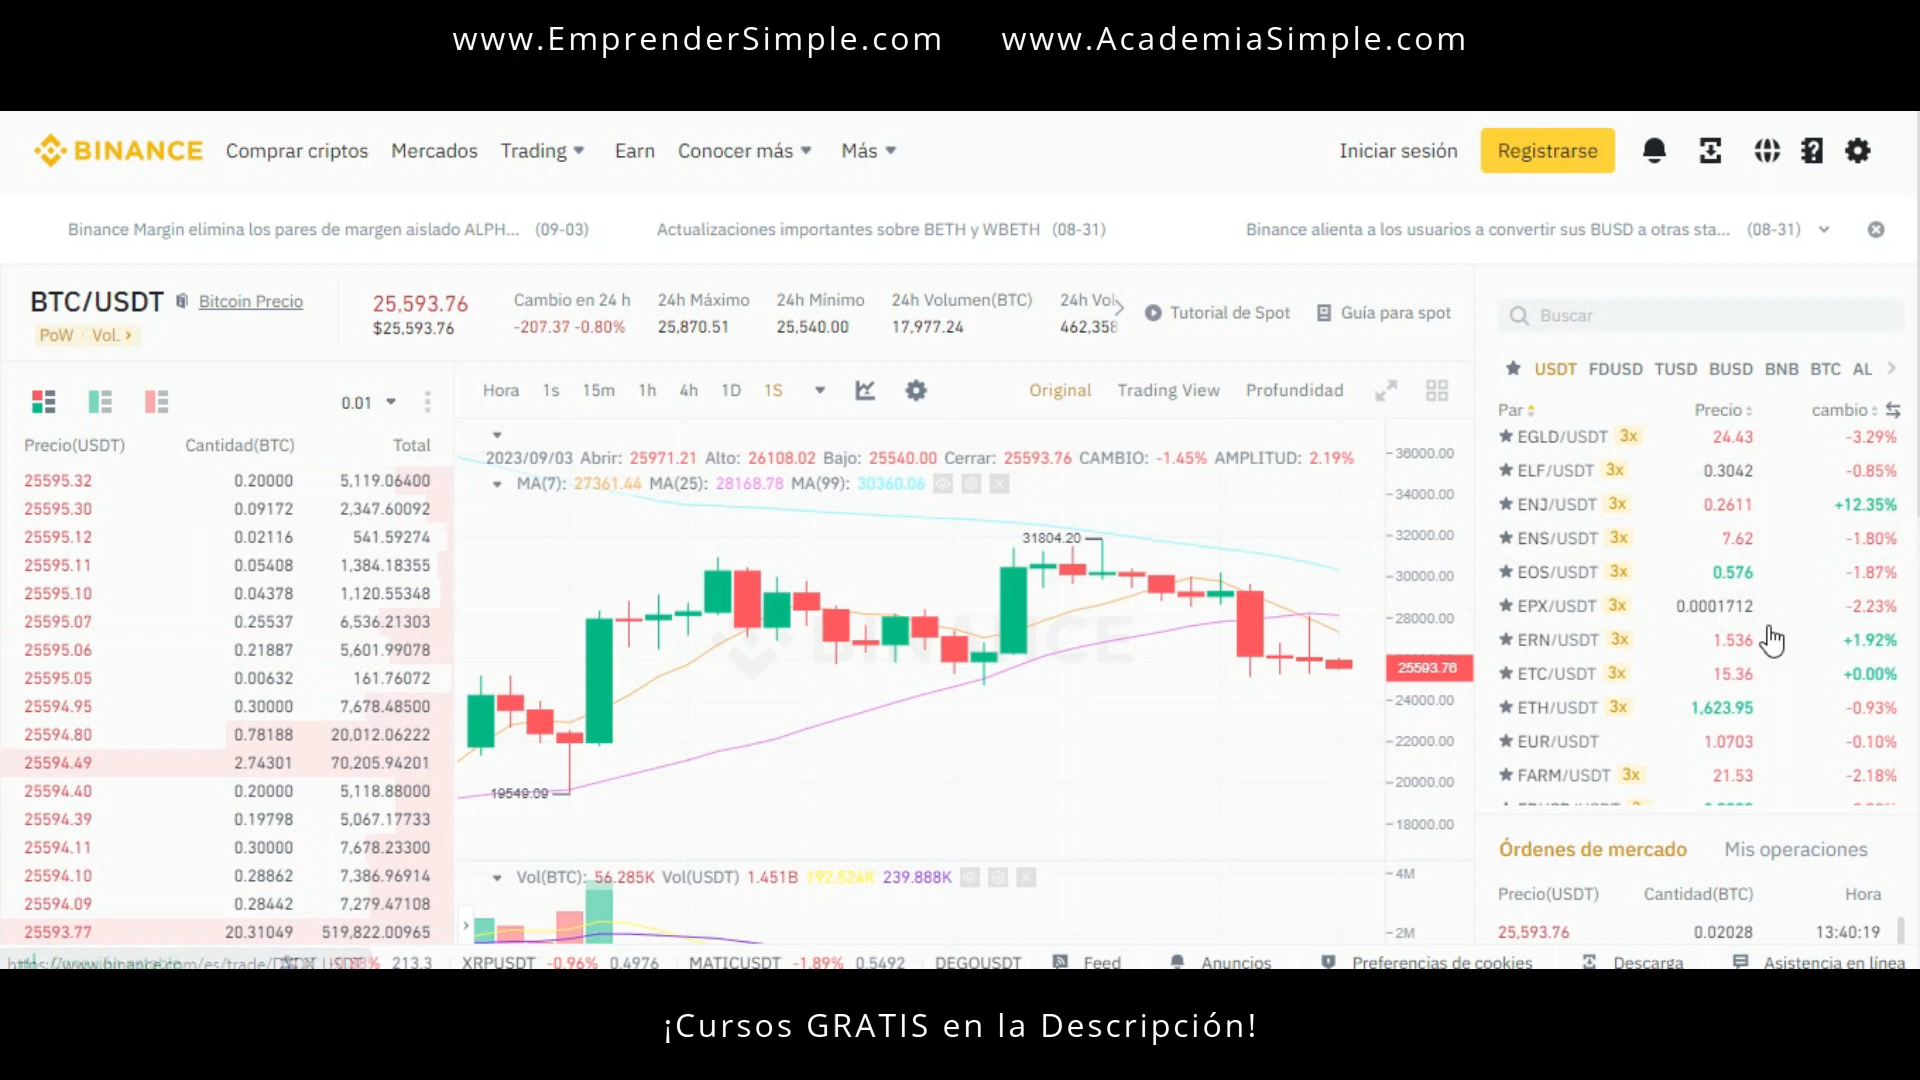 www.EmprenderSimple.com www.AcademiaSimple.com
BINANCE Comprar criptos Mercados Trading Earn Conocer más Más Iniciar sesión Registrarse
Binance Margin elimina los pares de margen aislado ALPH... (09-03) Actualizaciones importantes sobre BETH y WBETH (08-31) Binance alienta a los usuarios a convertir sus BUSD a otras sta... (08-31)
BTC/USDT Bitcoin Precio
PoW Vol.
25,593.76
$25,593.76
Cambio en 24 h 24h Máximo 24h Mínimo 24h Volumen(BTC) 24h Vol
-207.37 -0.80% 25,870.51 25,540.00 17,977.24 462,358
Tutorial de Spot Guía para spot
0.01
Precio(USDT) Cantidad(BTC) Total
25595.32 0.20000 5,119.06400
25595.30 0.09172 2,347.60092
25595.12 0.02116 541.59274
25595.11 0.05408 1,384.18355
25595.10 0.04378 1,120.55348
25595.07 0.25537 6,536.21303
25595.06 0.21887 5,601.99078
25595.05 0.00632 161.76072
25594.95 0.30000 7,678.48500
25594.80 0.78188 20,012.06222
25594.49 2.74301 70,205.94201
25594.40 0.20000 5,118.88000
25594.39 0.19798 5,067.17733
25594.11 0.30000 7,678.23300
25594.10 0.28862 7,386.96914
25594.09 0.28442 7,279.47108
25593.77 20.31049 519,822.00965
Hora 1s 15m 1h 4h 1D 1S Original Trading View Profundidad
2023/09/03 Abrir: 25971.21 Alto: 26108.02 Bajo: 25540.00 Cerrar: 25593.76 CAMBIO: -1.45% AMPLITUD: 2.19%
MA(7): 27361.44 MA(25): 28168.78 MA(99): 30360.06
BINANCE
31804.20
19549.09
36000.00
34000.00
32000.00
30000.00
28000.00
25593.76
24000.00
22000.00
20000.00
18000.00
Vol(BTC): 56.285K Vol(USDT) 1.451B 192.524K 239.888K
4M
2M
Buscar
USDT FDUSD TUSD BUSD BNB BTC AL
Par Precio cambio
EGLD/USDT 3x 24.43 -3.29%
ELF/USDT 3x 0.3042 -0.85%
ENJ/USDT 3x 0.2611 +12.35%
ENS/USDT 3x 7.62 -1.80%
EOS/USDT 3x 0.576 -1.87%
EPX/USDT 3x 0.0001712 -2.23%
ERN/USDT 3x 1.536 +1.92%
ETC/USDT 3x 15.36 +0.00%
ETH/USDT 3x 1,623.95 -0.93%
EUR/USDT 1.0703 -0.10%
FARM/USDT 3x 21.53 -2.18%
Órdenes de mercado Mis operaciones
Precio(USDT) Cantidad(BTC) Hora
25,593.76 0.02028 13:40:19
213.3 XRPUSDT -0.96% 0.4976 MATICUSDT -1.89% 0.5492 DEGOUSDT Feed Anuncios Preferencias de cookies Descarga Asistencia en línea
¡Cursos GRATIS en la Descripción!